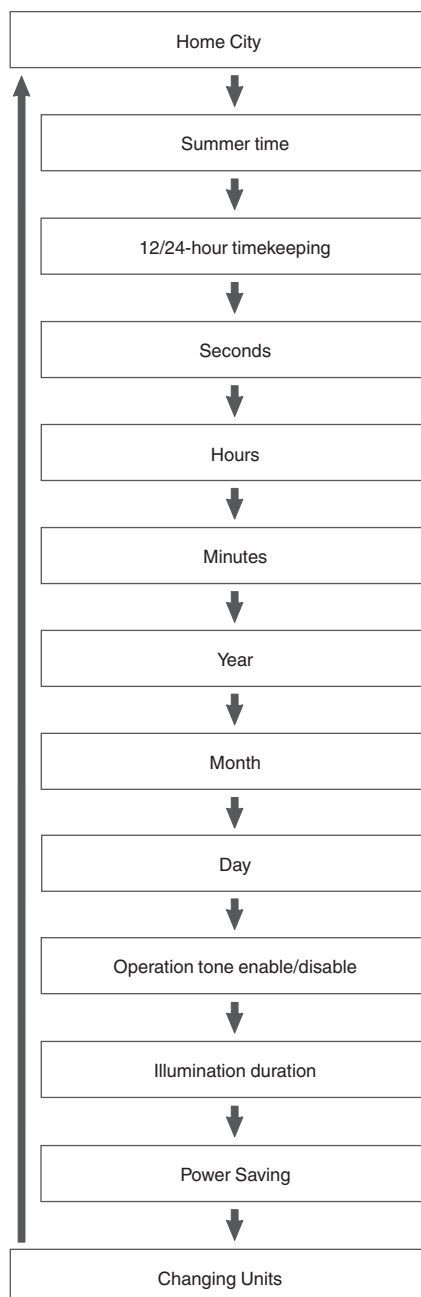 Home City
Summer time
12/24-hour timekeeping
Seconds
Hours
Minutes
Year
Month
Day
Operation tone enable/disable
Illumination duration
Power Saving
Changing Units